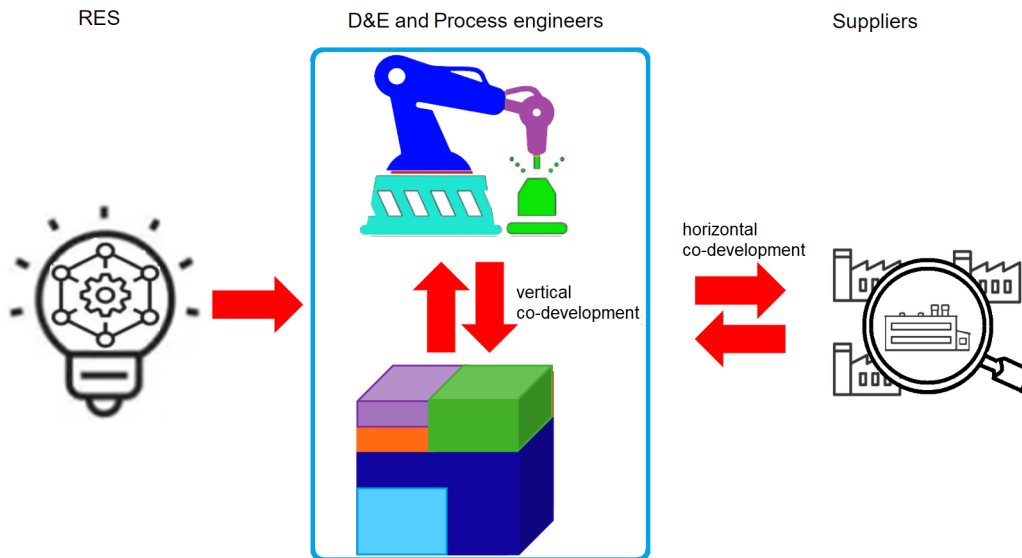 RES
D&E and Process engineers
Suppliers
horizontal
co-development
vertical
co-development